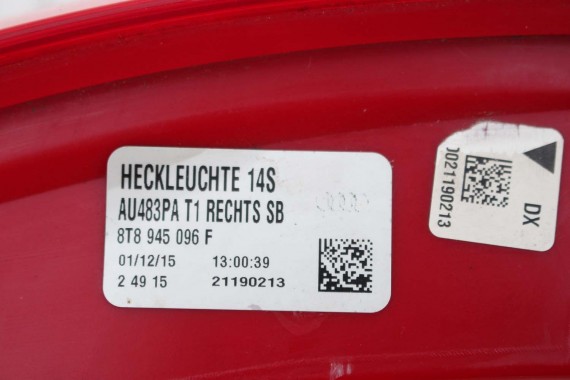 HECKLEUCHTE 14S
AU483PA T1 RECHTS SB
8T8 945 096 F
01/12/15 13:00:39
2 49 15 21190213
0021190213
DX